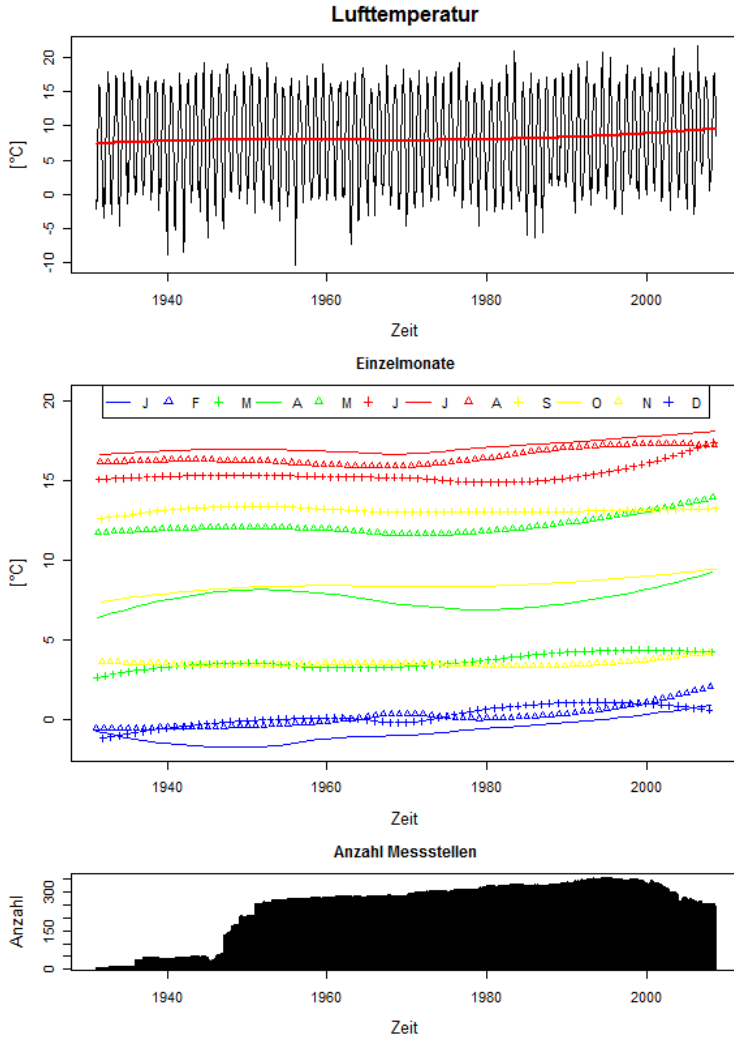 Lufttemperatur
[°C]
20
15
10
5
0
-5
-10
1940 1960 1980 2000
Zeit
Einzelmonate
[°C]
20
15
10
5
0
J F M A M J J A S O N D
1940 1960 1980 2000
Zeit
Anzahl Messstellen
Anzahl
300
150
0
1940 1960 1980 2000
Zeit